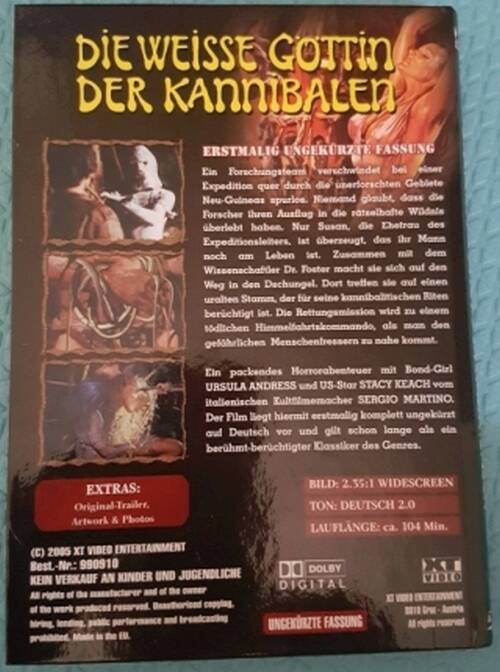 DIE WEISSE GÖTTIN
DER KANNIBALEN
ERSTMALIG UNGEKÜRZTE FASSUNG
Ein Forschungsteam verschwindet bei einer
Expedition quer durch die unerforschten Gebiete
Neu-Guineas spurlos. Niemand glaubt, dass die
Forscher ihren Ausflug in die rätselhafte Wildnis
überlebt haben. Nur Susan, die Ehefrau des
Expeditionsleiters, ist überzeugt, das ihr Mann
noch am Leben ist. Zusammen mit dem
Wissenschaftler Dr. Foster macht sie sich auf den
Weg in den Dschungel. Dort treffen sie auf einen
uralten Stamm, der für seine kannibalitischen Riten
berüchtigt ist. Die Rettungsmission wird zu einem
tödlichen Himmelfahrtskommando, als man den
gefährlichen Menschenfressern zu nahe kommt.
Ein packendes Horrorabenteuer mit Bond-Girl
URSULA ANDRESS und US-Star STACY KEACH vom
italienischen Kultfilmemacher SERGIO MARTINO.
Der Film liegt hiermit erstmalig komplett ungekürzt
auf Deutsch vor und gilt schon lange als ein
berühmt-berüchtigter Klassiker des Genres.
EXTRAS:
Original-Trailer,
Artwork & Photos
BILD: 2.35:1 WIDESCREEN
TON: DEUTSCH 2.0
LAUFLÄNGE: ca. 104 Min.
(C) 2005 XT VIDEO ENTERTAINMENT
Best.-Nr.: 990910
KEIN VERKAUF AN KINDER UND JUGENDLICHE
All rights of the manufacturer and of the owner
of the work produced reserved. Unauthorized copying,
hiring, lending, public performance and broadcasting
prohibited. Made in the EU.
DOLBY
DIGITAL
UNGEKÜRZTE FASSUNG
XT
VIDEO
XT VIDEO ENTERTAINMENT
Graz - Austria
All rights reserved